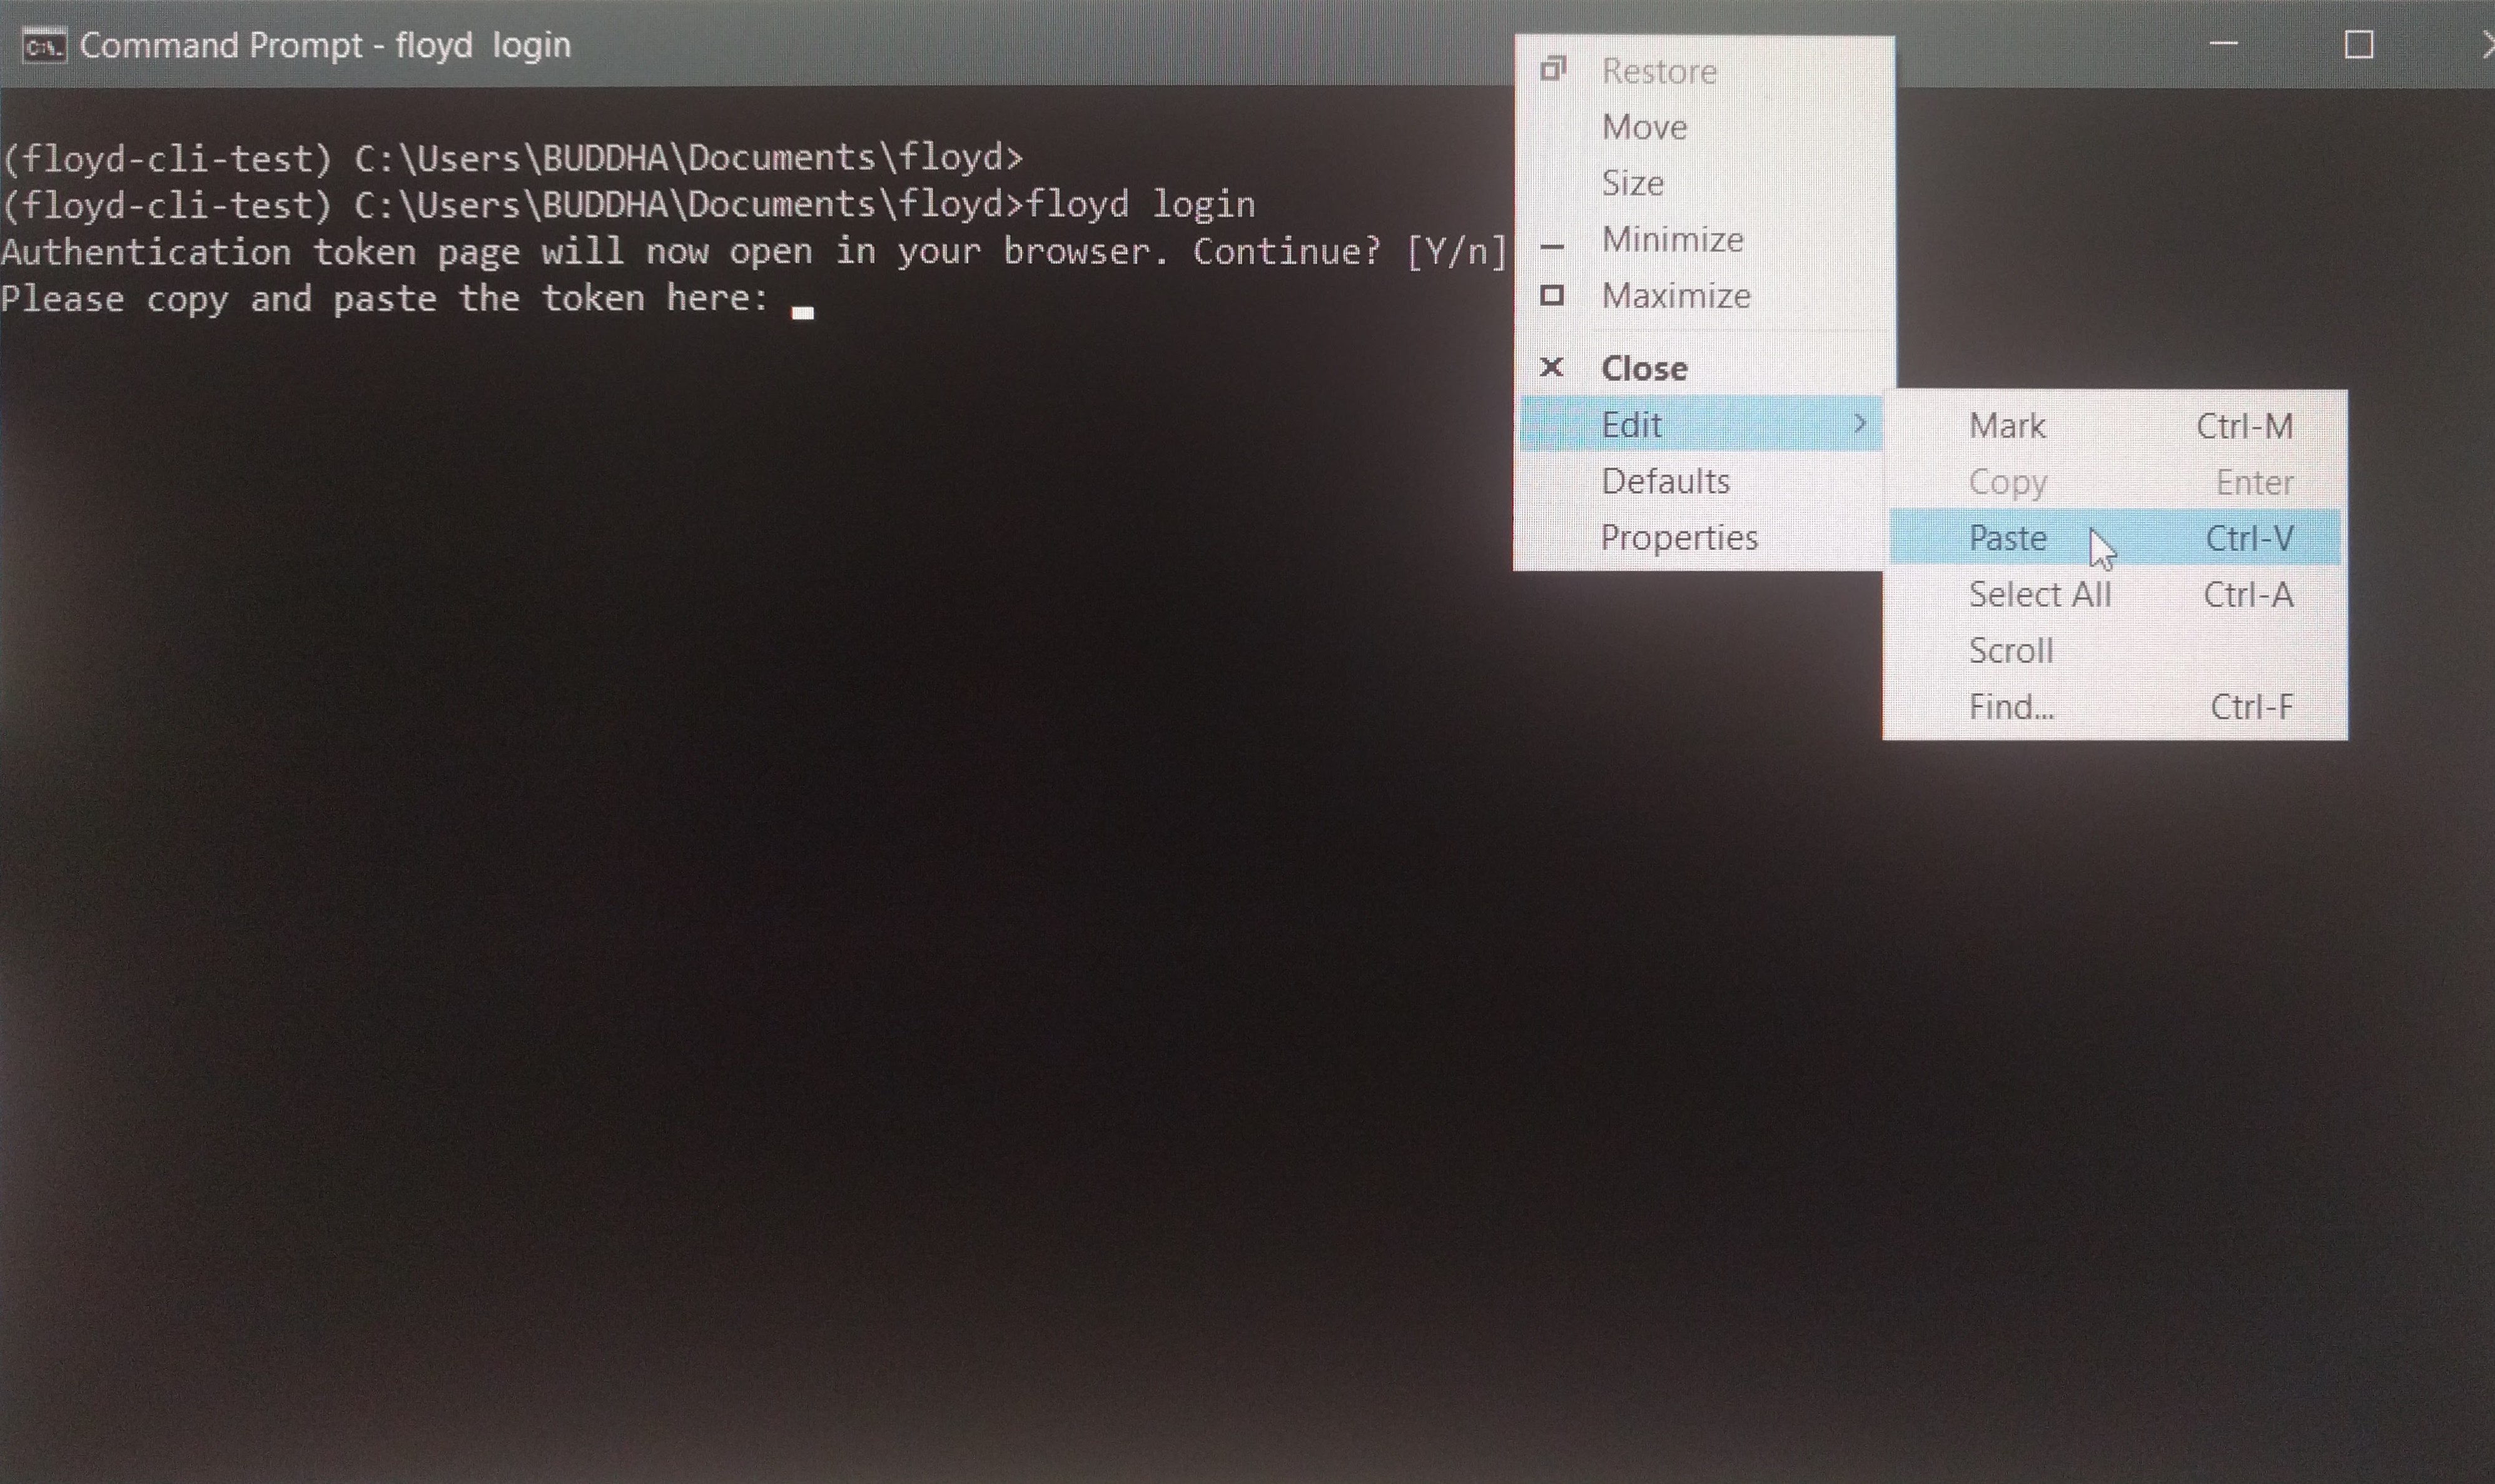 Command Prompt - floyd  login
(floyd-cli-test) C:\Users\BUDDHA\Documents\floyd>
(floyd-cli-test) C:\Users\BUDDHA\Documents\floyd>floyd login
Authentication token page will now open in your browser. Continue? [Y/n]
Please copy and paste the token here:
Restore
Move
Size
Minimize
Maximize
Close
Edit
Defaults
Properties
Mark Ctrl-M
Copy Enter
Paste Ctrl-V
Select All Ctrl-A
Scroll
Find... Ctrl-F